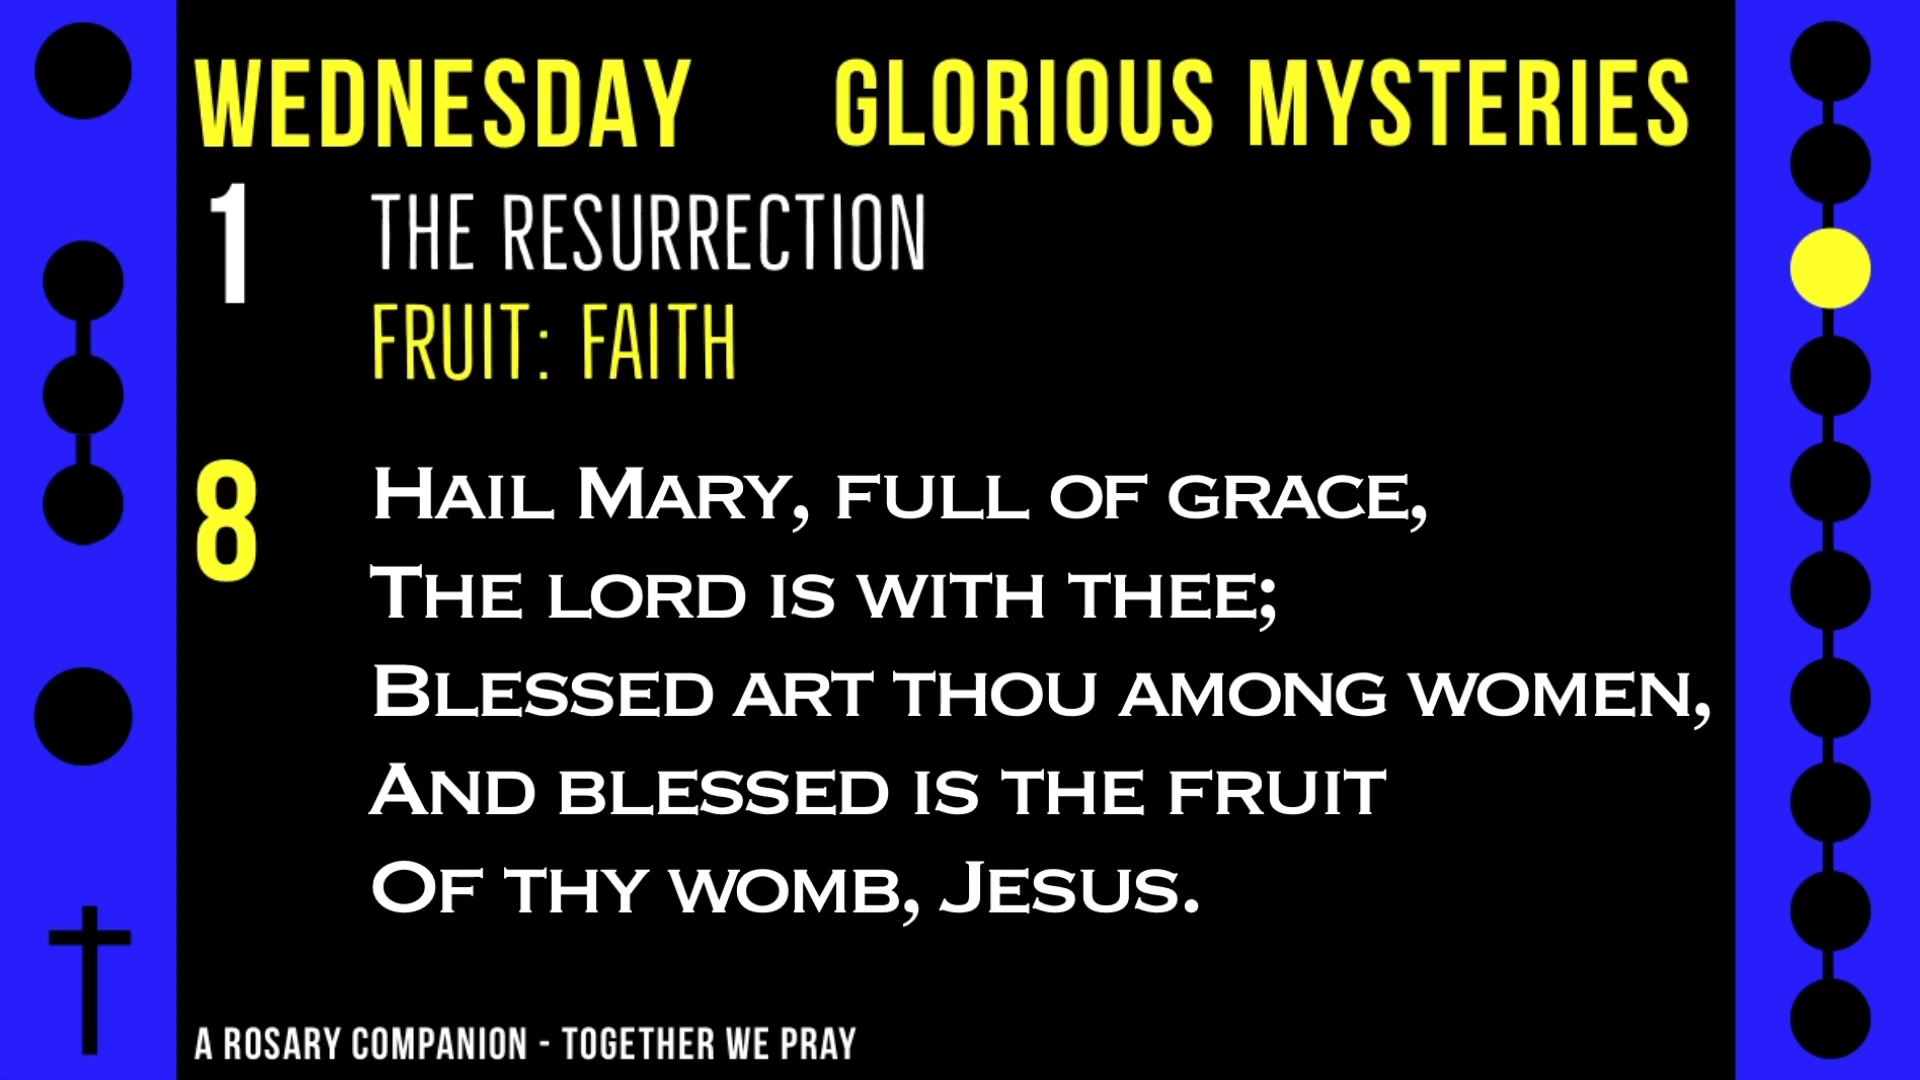 WEDNESDAY GLORIOUS MYSTERIES
1 THE RESURRECTION
FRUIT: FAITH
8 HAIL MARY, FULL OF GRACE,
THE LORD IS WITH THEE;
BLESSED ART THOU AMONG WOMEN,
AND BLESSED IS THE FRUIT
OF THY WOMB, JESUS.
A ROSARY COMPANION - TOGETHER WE PRAY